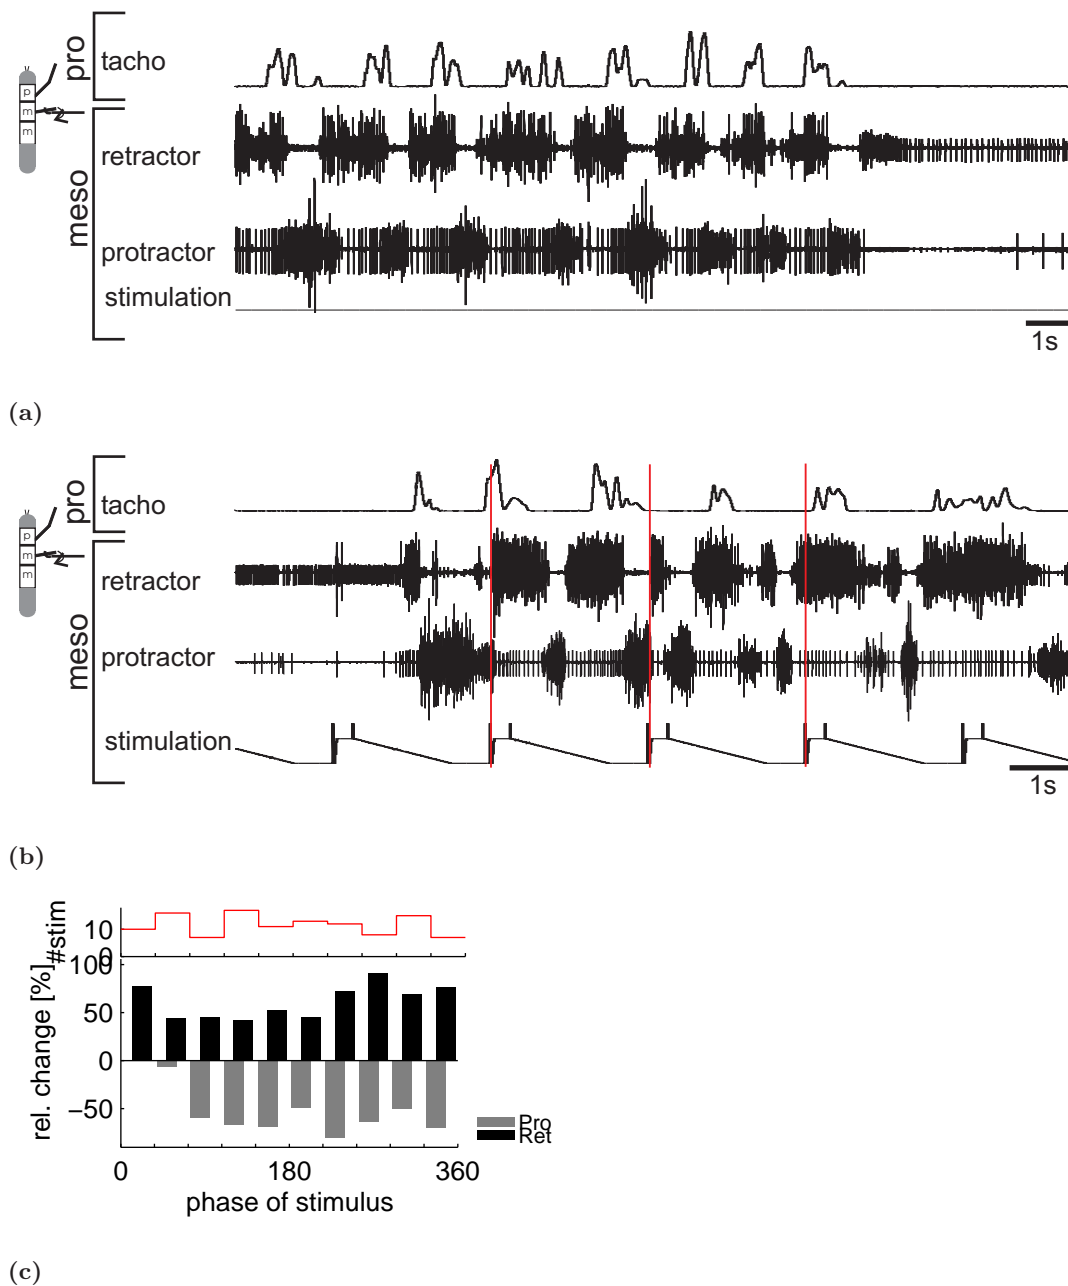 pro
tacho
p
m
m
meso
retractor
protractor
stimulation
1s
(a)
pro
tacho
p
m
m
meso
retractor
protractor
stimulation
1s
(b)
#stim
10
0
rel. change [%]
100
50
0
−50
Pro
Ret
0 180 360
phase of stimulus
(c)